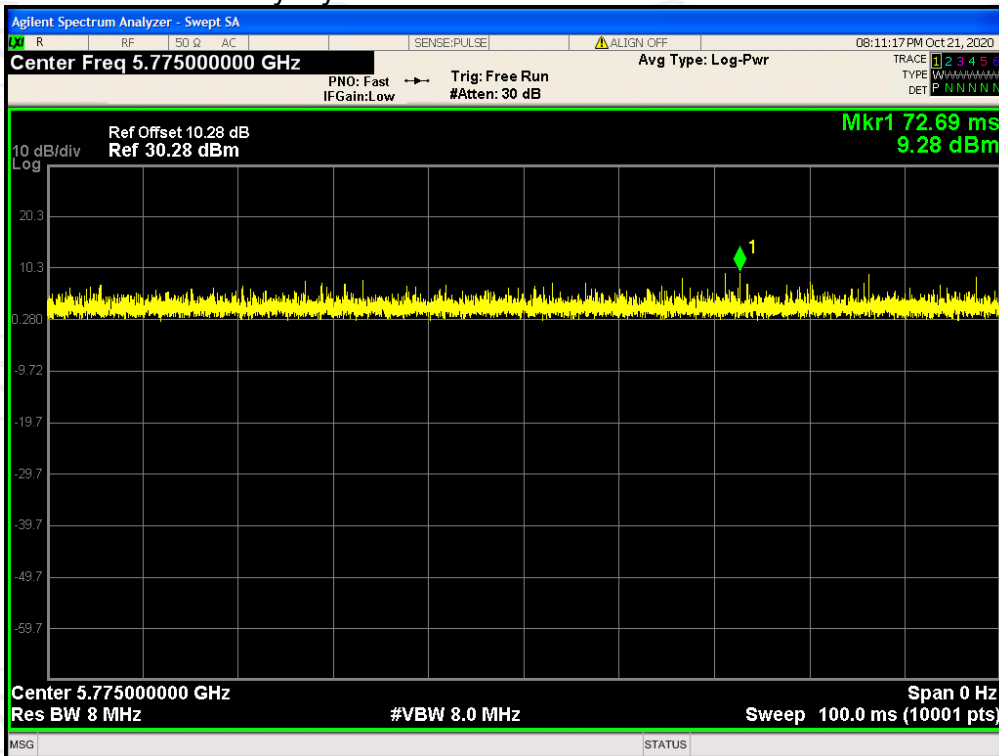 Agilent Spectrum Analyzer - Swept SA
LXI R RF 50 Ω AC SENSE:PULSE ALIGN OFF 08:11:17 PM Oct 21, 2020
Center Freq 5.775000000 GHz Avg Type: Log-Pwr TRACE 1 2 3 4 5 6
PNO: Fast Trig: Free Run TYPE
IFGain:Low #Atten: 30 dB DET P N N N N N
Mkr1 72.69 ms
Ref Offset 10.28 dB
10 dB/div Ref 30.28 dBm 9.28 dBm
Log
20.3
1
10.3
0.280
-9.72
-19.7
-29.7
-39.7
-49.7
-59.7
Center 5.775000000 GHz Span 0 Hz
Res BW 8 MHz #VBW 8.0 MHz Sweep 100.0 ms (10001 pts)
MSG STATUS